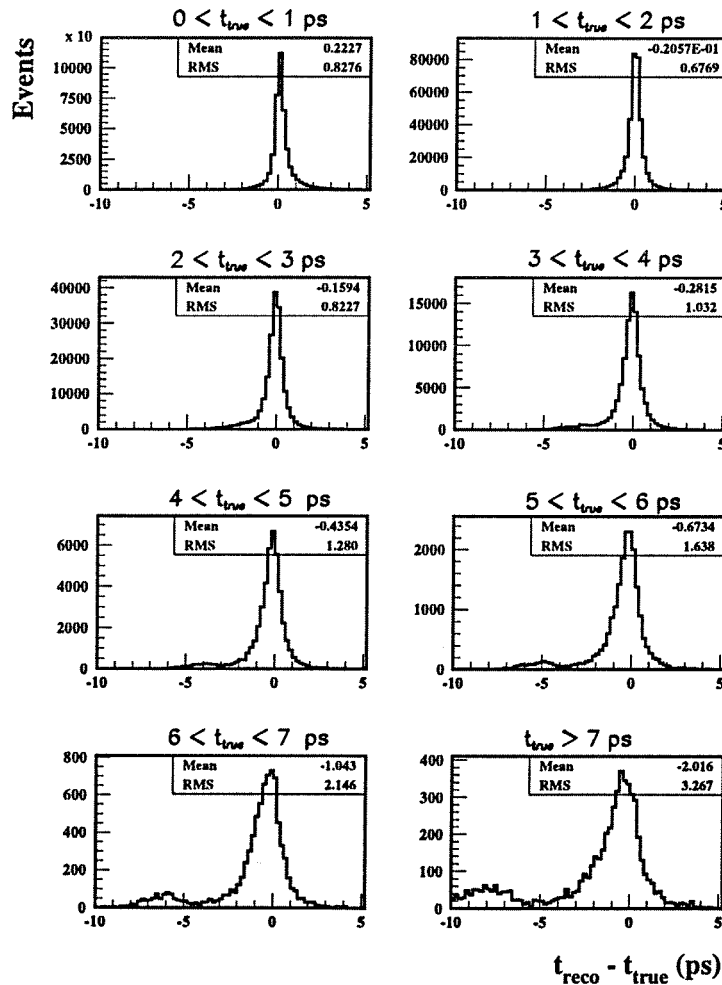 0 < t_true < 1 ps
1 < t_true < 2 ps
Events
x 10
Mean 0.2227
RMS 0.8276
10000
7500
5000
2500
0
-10 -5 0 5
Mean -0.2057E-01
RMS 0.6769
80000
60000
40000
20000
0
-10 -5 0 5
2 < t_true < 3 ps
3 < t_true < 4 ps
Mean -0.1594
RMS 0.8227
40000
30000
20000
10000
0
-10 -5 0 5
Mean -0.2815
RMS 1.032
15000
10000
5000
0
-10 -5 0 5
4 < t_true < 5 ps
5 < t_true < 6 ps
Mean -0.4354
RMS 1.280
6000
4000
2000
0
-10 -5 0 5
Mean -0.6734
RMS 1.638
2000
1000
0
-10 -5 0 5
6 < t_true < 7 ps
t_true > 7 ps
Mean -1.043
RMS 2.146
800
600
400
200
0
-10 -5 0 5
Mean -2.016
RMS 3.267
400
300
200
100
0
-10 -5 0 5
t_reco - t_true (ps)